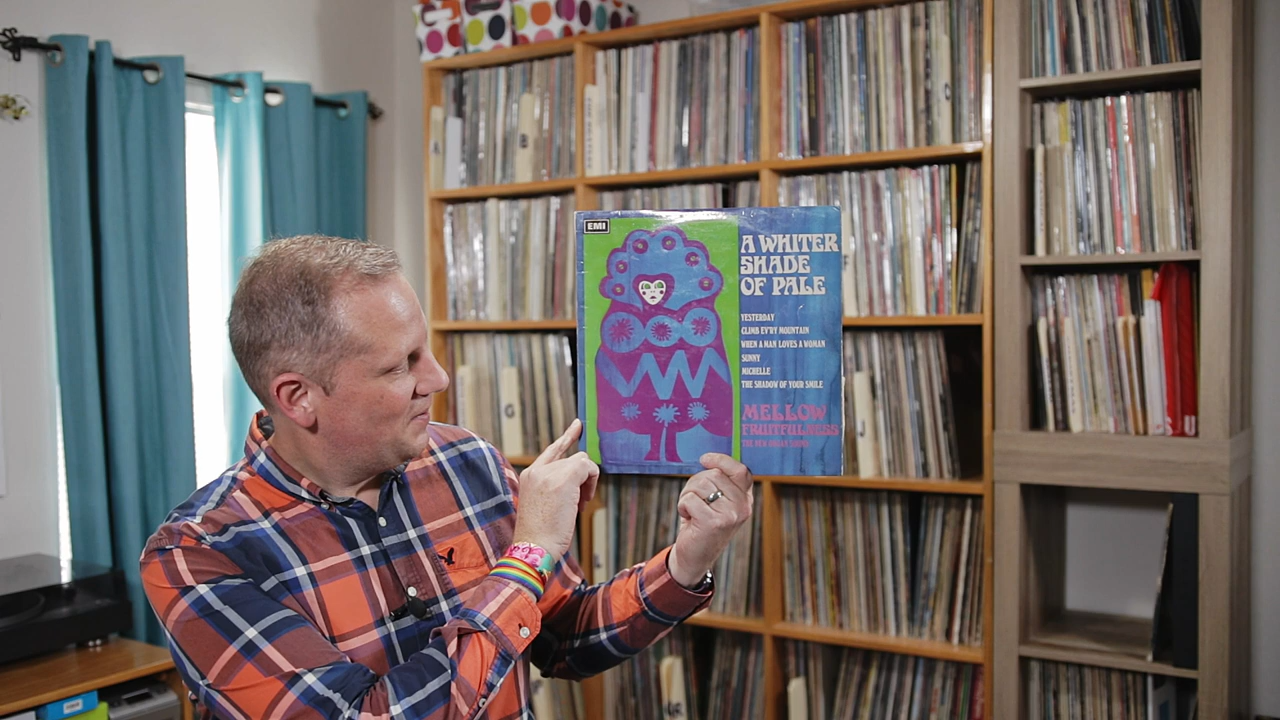 EMI
A WHITER
SHADE
OF PALE
YESTERDAY
CLIMB EV'RY MOUNTAIN
WHEN A MAN LOVES A WOMAN
SUNNY
MICHELLE
THE SHADOW OF YOUR SMILE
MELLOW
FRUITFULNESS
G